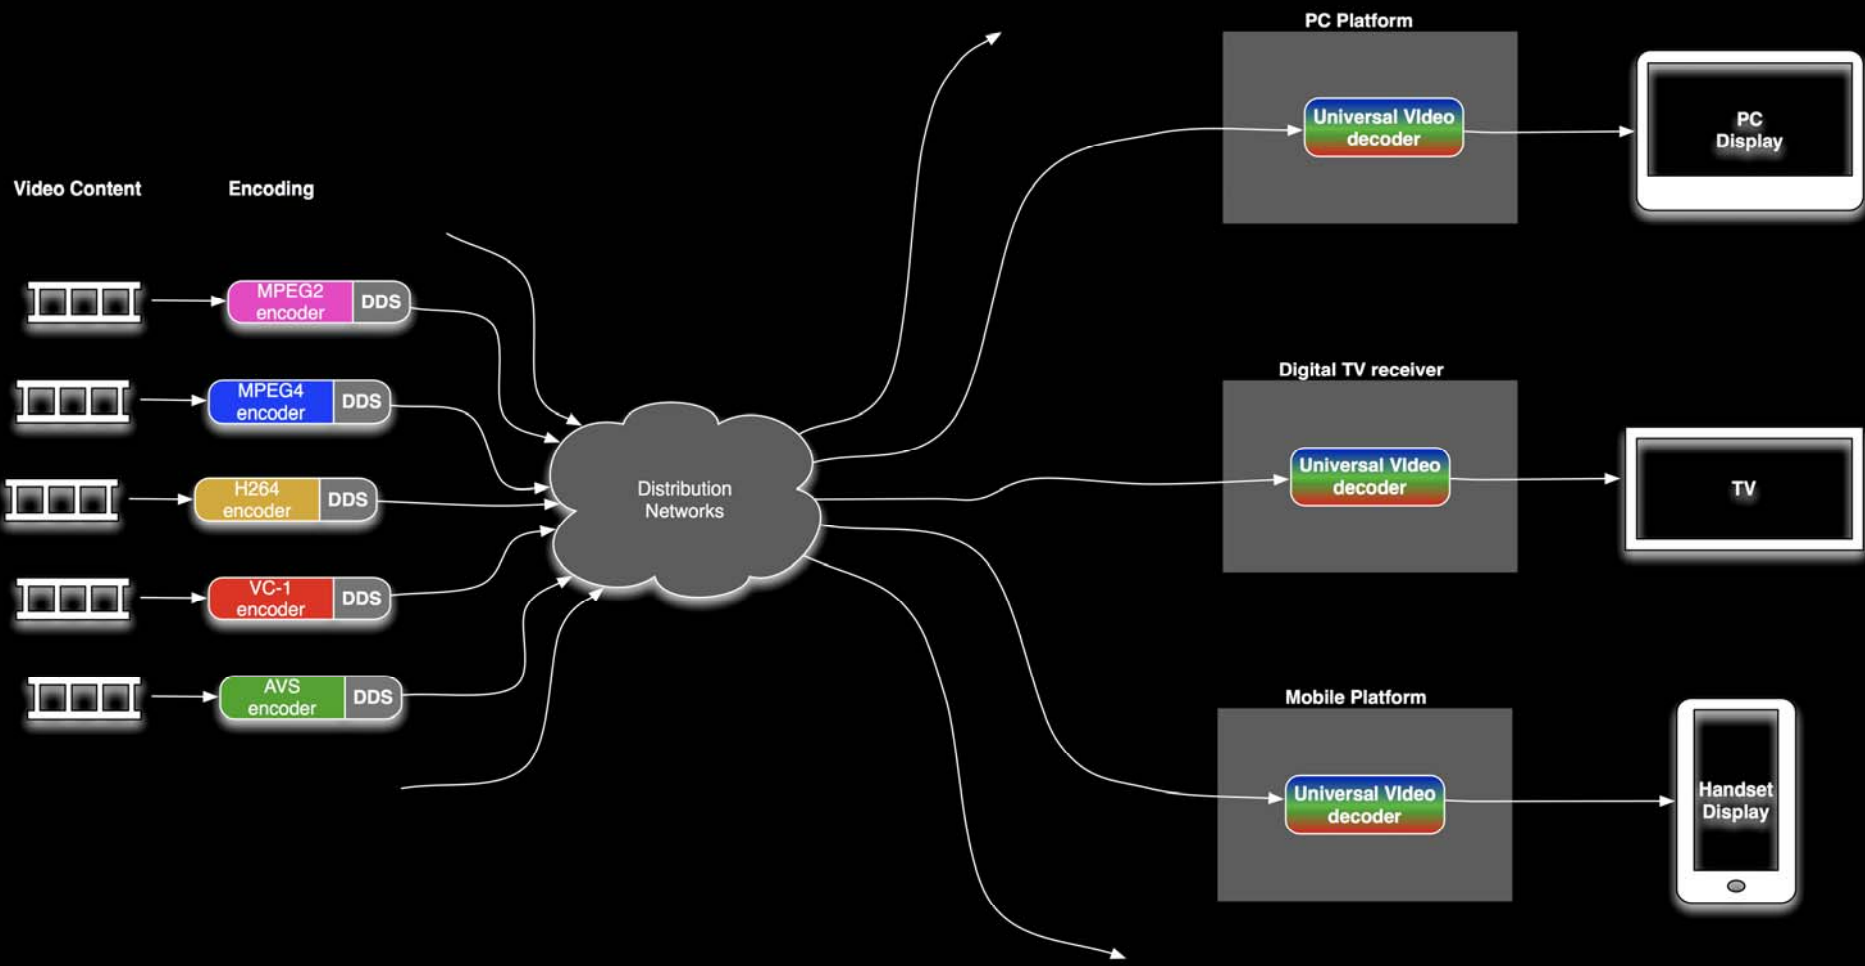 PC Platform
Universal VIdeo
decoder
PC
Display
Video Content
Encoding
MPEG2
encoder
DDS
MPEG4
encoder
DDS
H264
encoder
DDS
VC-1
encoder
DDS
AVS
encoder
DDS
Distribution
Networks
Digital TV receiver
Universal VIdeo
decoder
TV
Mobile Platform
Universal VIdeo
decoder
Handset
Display